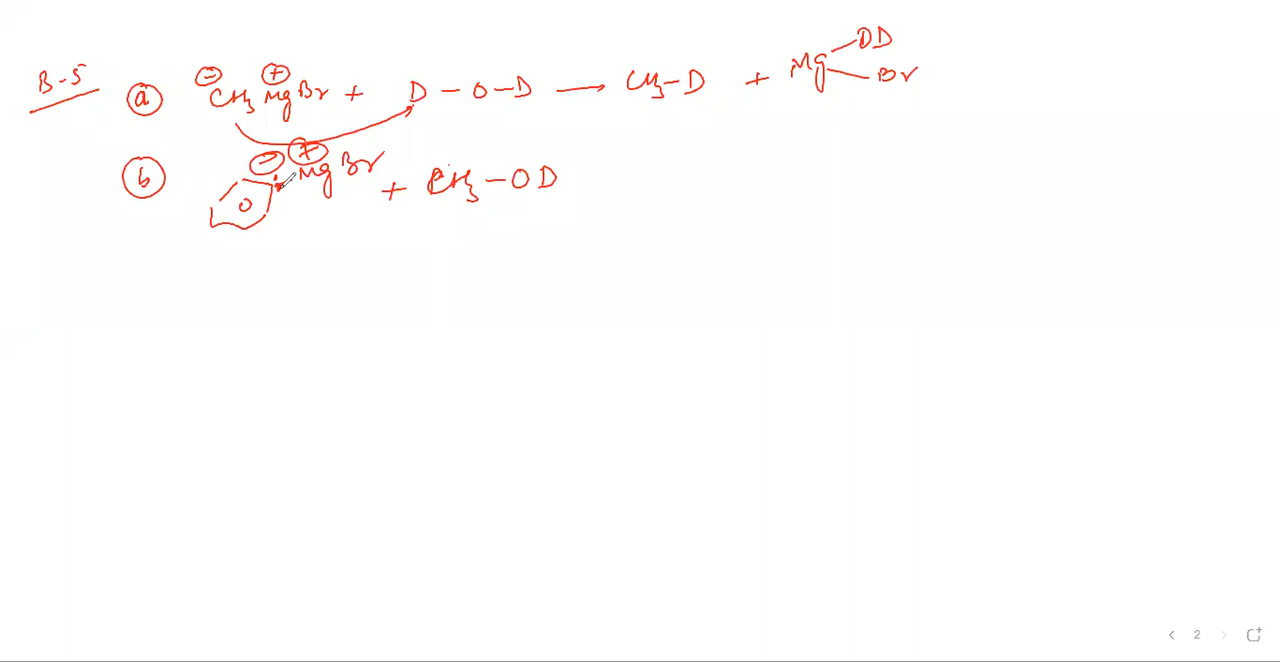 B-5
(a) ⊖CH3 ⊕MgBr + D-O-D → CH3-D + Mg-OD
-Br
(b) ⊖ ⊕MgBr + CH3-OD
O
2